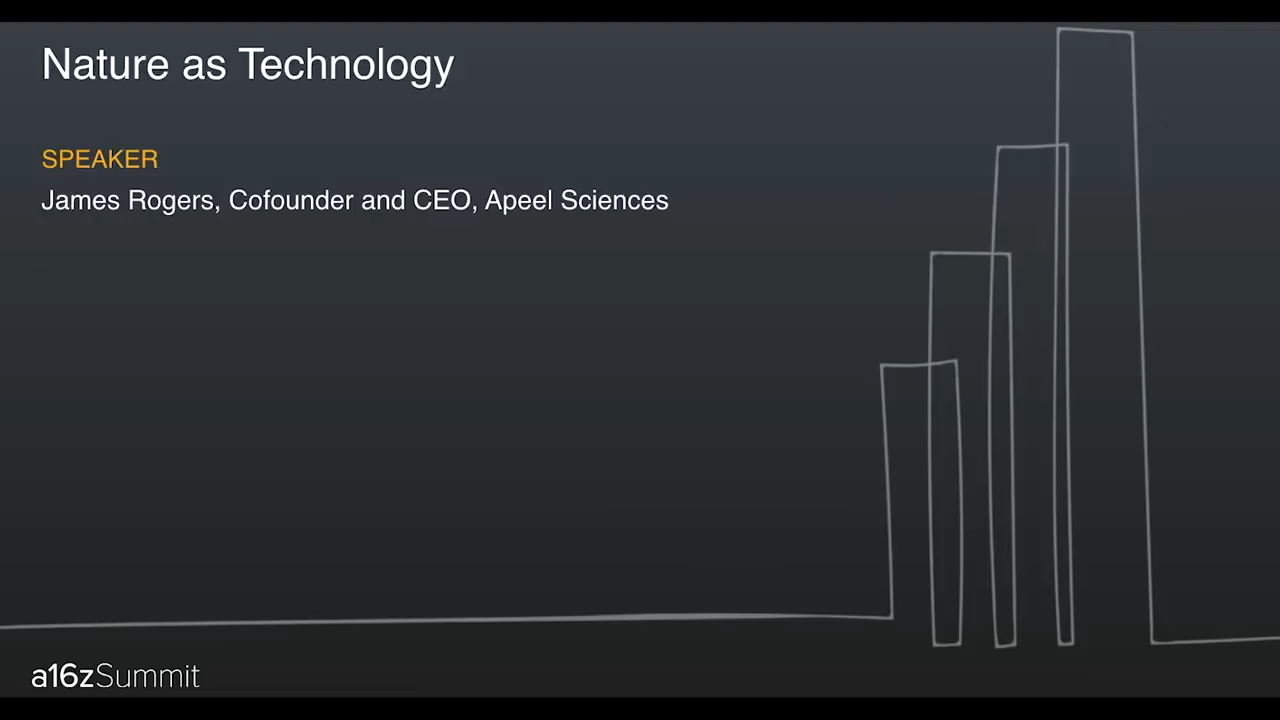 Nature as Technology
SPEAKER
James Rogers, Cofounder and CEO, Apeel Sciences
a16zSummit